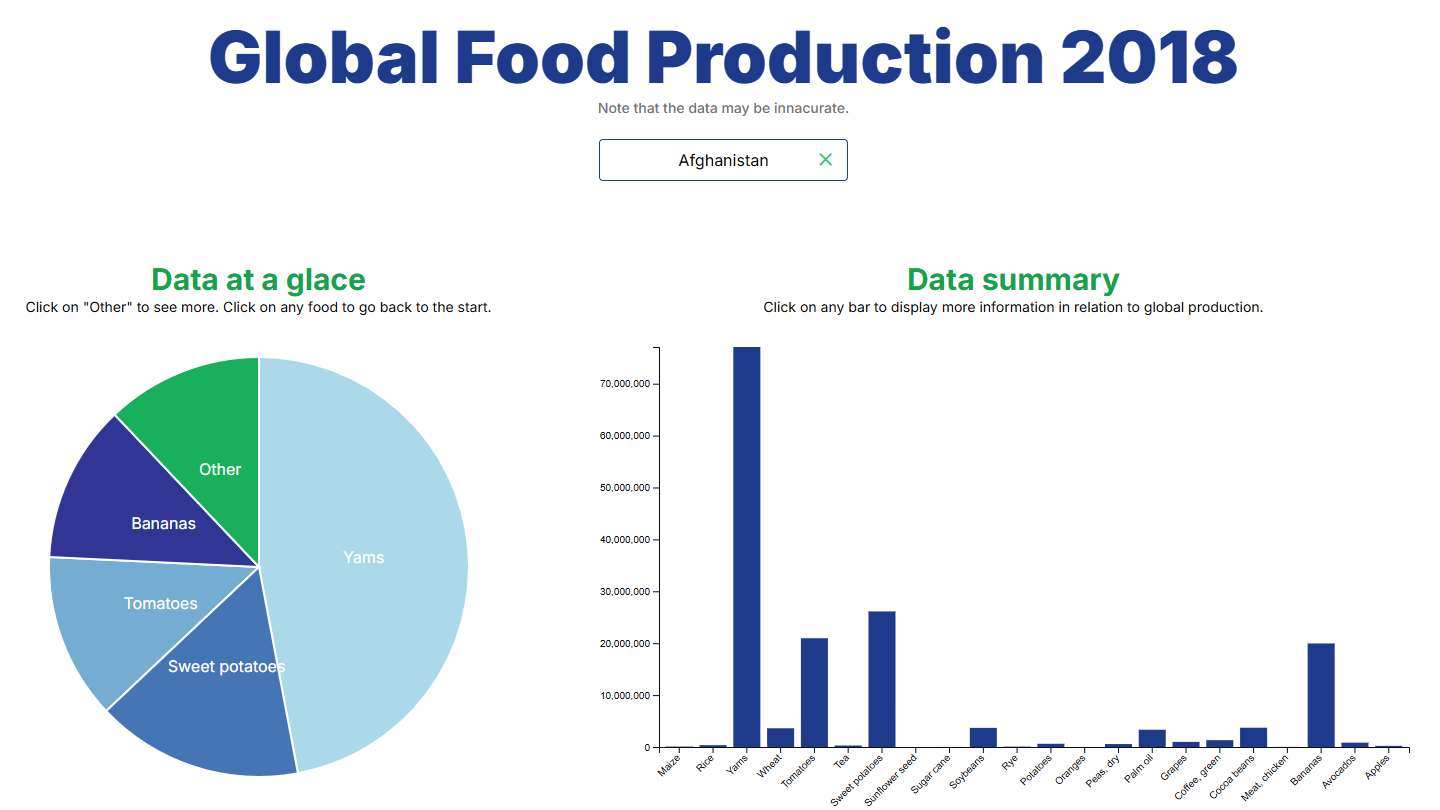 Global Food Production 2018
Note that the data may be innacurate.
Afghanistan
Data at a glace
Click on "Other" to see more. Click on any food to go back to the start.
Other
Bananas
Yams
Tomatoes
Sweet potatoes
Data summary
Click on any bar to display more information in relation to global production.
70,000,000
60,000,000
50,000,000
40,000,000
30,000,000
20,000,000
10,000,000
0
Maize
Rice
Yams
Wheat
Tomatoes
Tea
Sweet potatoes
Sunflower seed
Sugar cane
Soybeans
Rye
Potatoes
Oranges
Peas, dry
Palm oil
Grapes
Coffee, green
Cocoa beans
Meat, chicken
Bananas
Avocados
Apples